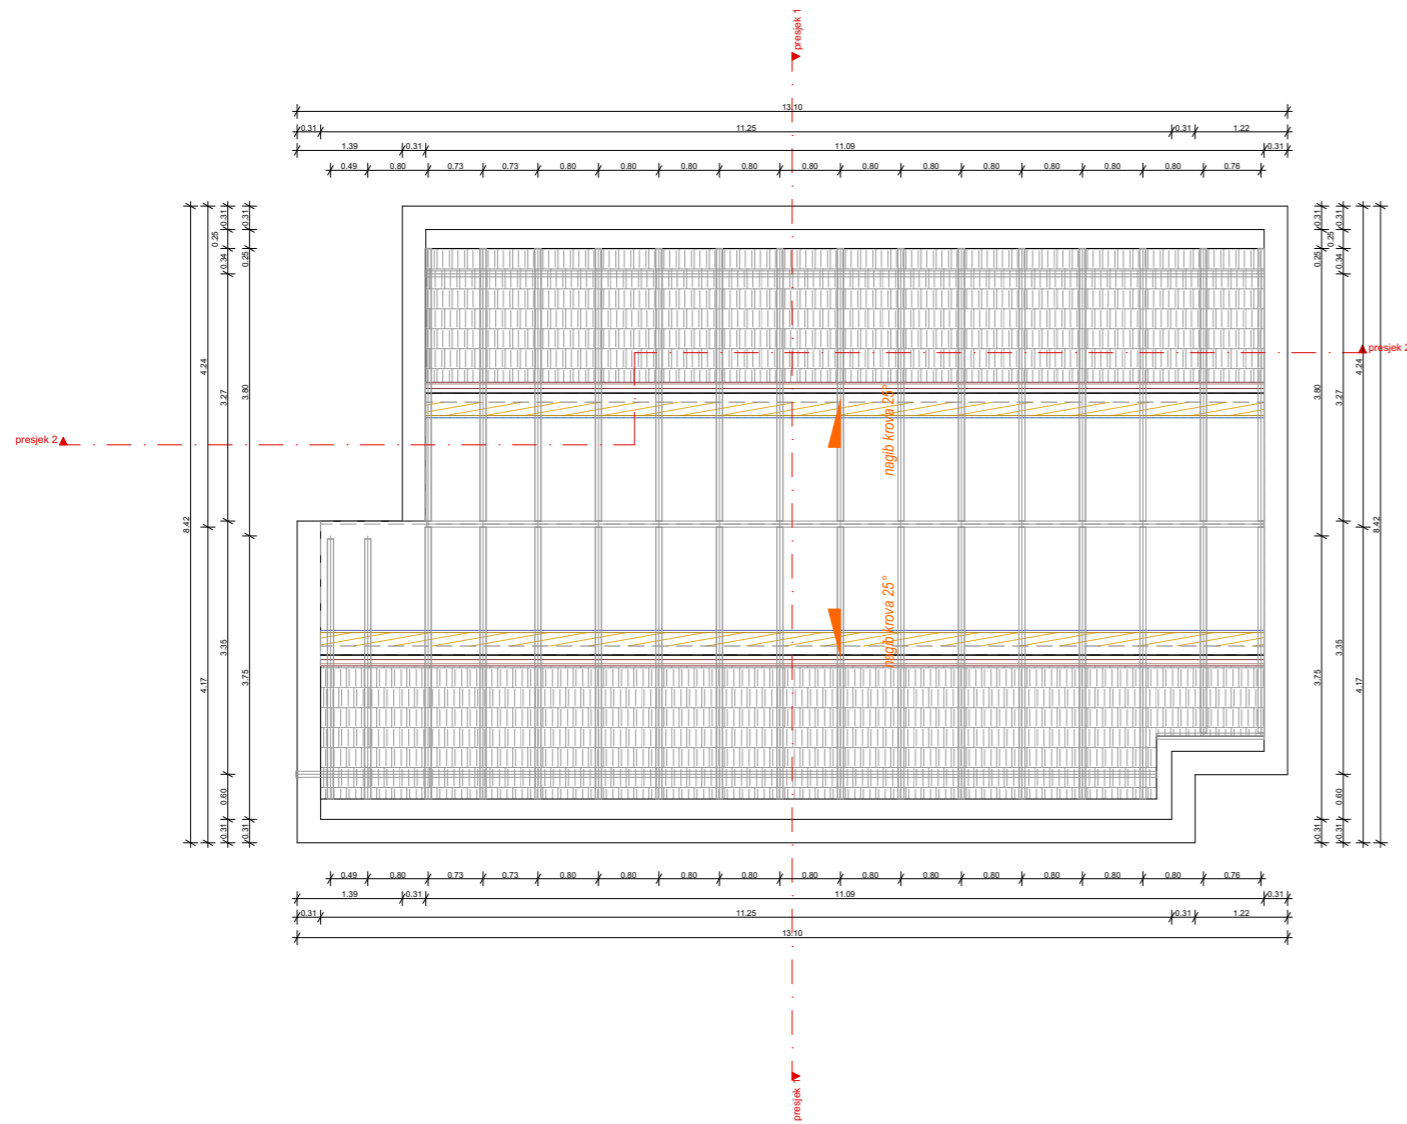 presjek 1
13.10
0.31 11.25 0.31 1.22
1.39 0.31 11.09 0.31
0.49 0.80 0.73 0.73 0.80 0.80 0.80 0.80 0.80 0.80 0.80 0.80 0.80 0.80 0.80 0.76
8.42
4.24 4.17
0.31 0.25 0.34 3.27 3.35 0.60 0.31
0.31 0.25 3.80 3.75 0.31
presjek 2
nagib krova 25°
nagib krova 25°
presjek 2
0.31 0.25 3.80 3.75 0.31
0.31 0.25 0.34 3.27 3.35 0.60 0.31
4.24 4.17
8.42
0.49 0.80 0.73 0.73 0.80 0.80 0.80 0.80 0.80 0.80 0.80 0.80 0.80 0.80 0.80 0.76
1.39 0.31 11.09 0.31
0.31 11.25 0.31 1.22
13.10
presjek 1